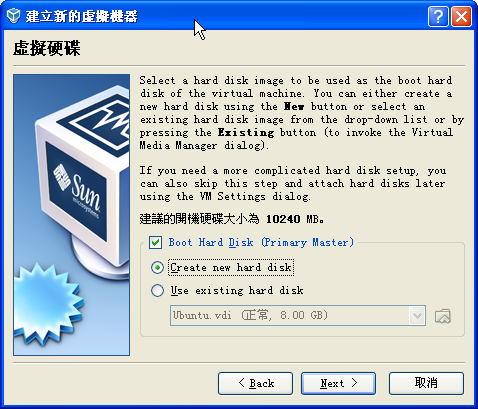 建立新的虛擬機器
虛擬硬碟
Select a hard disk image to be used as the boot hard
disk of the virtual machine. You can either create a
new hard disk using the New button or select an
existing hard disk image from the drop-down list or by
pressing the Existing button (to invoke the Virtual
Media Manager dialog).
If you need a more complicated hard disk setup, you
can also skip this step and attach hard disks later
using the VM Settings dialog.
建議的開機硬碟大小為 10240 MB。
Boot Hard Disk (Primary Master)
Create new hard disk
Use existing hard disk
Ubuntu.vdi (正常, 8.00 GB)
Sun
microsystems
< Back
Next >
取消